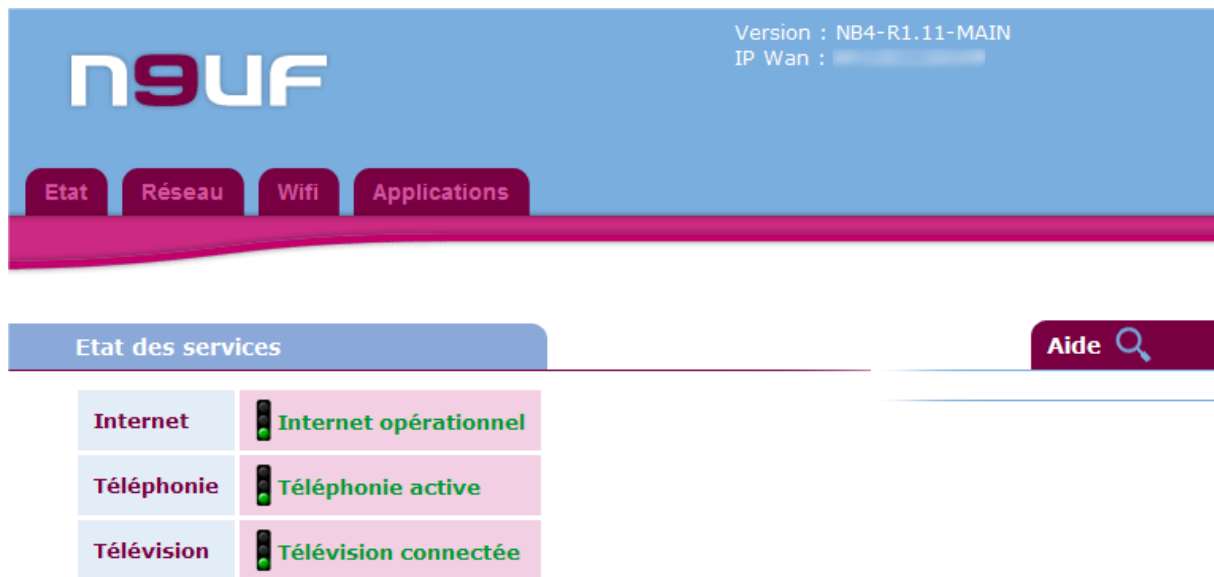 n9uf
Version : NB4-R1.11-MAIN
IP Wan :
Etat Réseau Wifi Applications
Etat des services
Aide
Internet Internet opérationnel
Téléphonie Téléphonie active
Télévision Télévision connectée